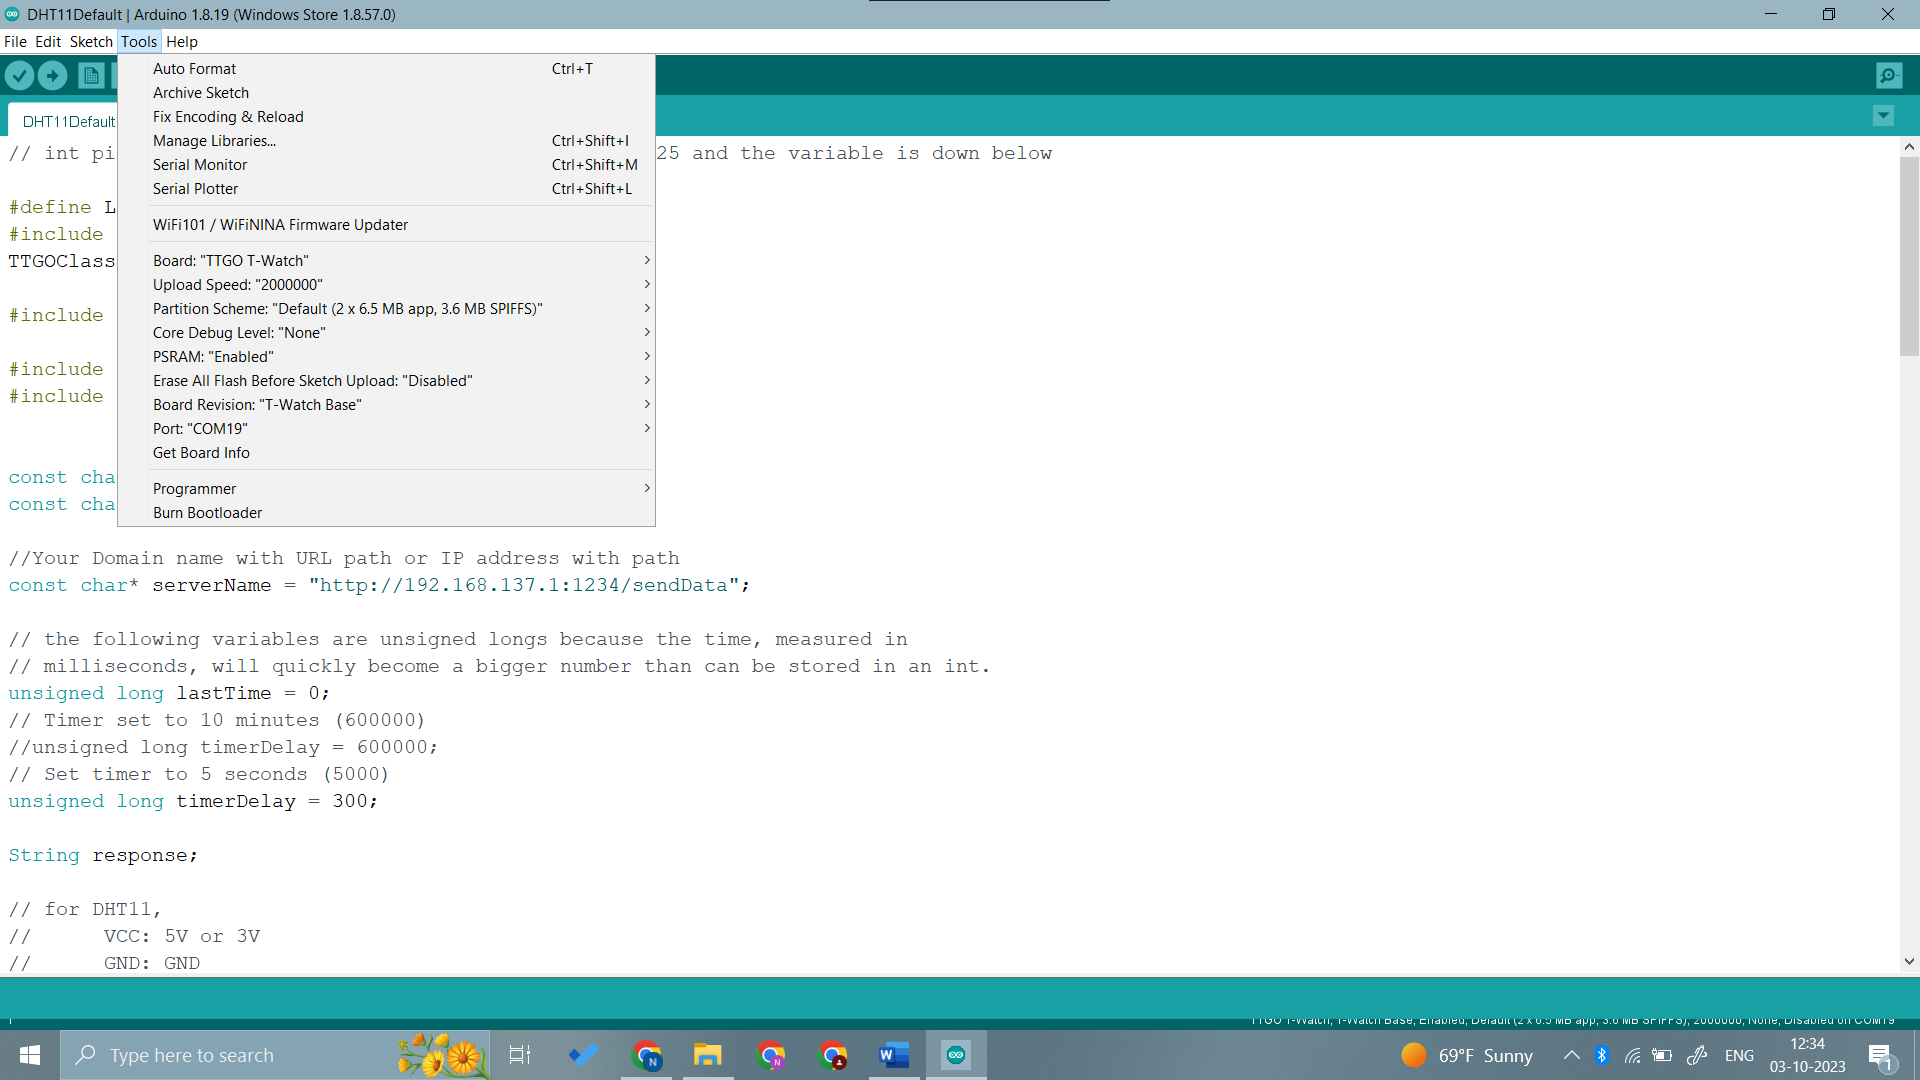 DHT11Default | Arduino 1.8.19 (Windows Store 1.8.57.0)
File Edit Sketch Tools Help
Auto Format Ctrl+T
Archive Sketch
Fix Encoding & Reload
Manage Libraries... Ctrl+Shift+I
Serial Monitor Ctrl+Shift+M
Serial Plotter Ctrl+Shift+L
WiFi101 / WiFiNINA Firmware Updater
Board: "TTGO T-Watch"
Upload Speed: "2000000"
Partition Scheme: "Default (2 x 6.5 MB app, 3.6 MB SPIFFS)"
Core Debug Level: "None"
PSRAM: "Enabled"
Erase All Flash Before Sketch Upload: "Disabled"
Board Revision: "T-Watch Base"
Port: "COM19"
Get Board Info
Programmer
Burn Bootloader
DHT11Default
// int pi 25 and the variable is down below
#define L
#include
TTGOClass
#include
#include
#include
const cha
const cha
//Your Domain name with URL path or IP address with path
const char* serverName = "http://192.168.137.1:1234/sendData";
// the following variables are unsigned longs because the time, measured in
// milliseconds, will quickly become a bigger number than can be stored in an int.
unsigned long lastTime = 0;
// Timer set to 10 minutes (600000)
//unsigned long timerDelay = 600000;
// Set timer to 5 seconds (5000)
unsigned long timerDelay = 300;
String response;
// for DHT11,
// VCC: 5V or 3V
// GND: GND
TTGO T-Watch, T-Watch Base, Enabled, Default (2 x 6.5 MB app, 3.6 MB SPIFFS), 2000000, None, Disabled on COM19
Type here to search
69°F Sunny
ENG
12:34
03-10-2023
1